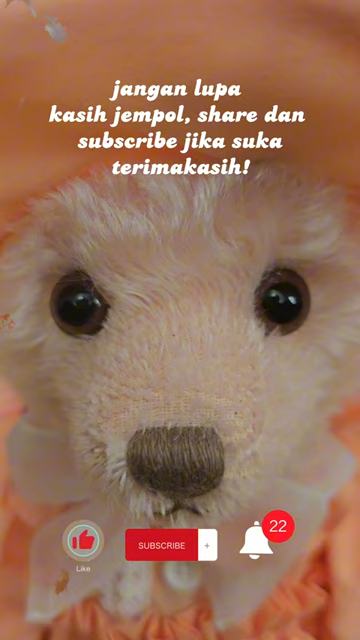 jangan lupa
kasih jempol, share dan
subscribe jika suka
terimakasih!
22
SUBSCRIBE +
Like